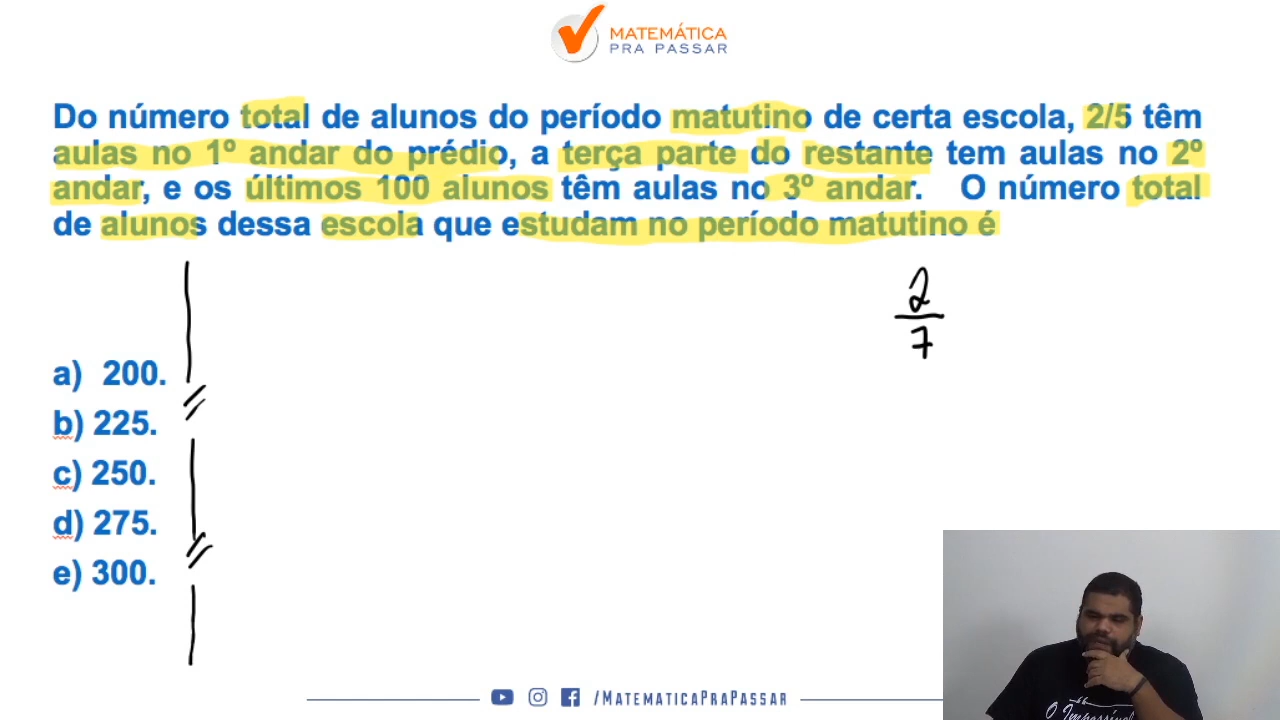 MATEMÁTICA
PRA PASSAR
Do número total de alunos do período matutino de certa escola, 2/5 têm
aulas no 1º andar do prédio, a terça parte do restante tem aulas no 2º
andar, e os últimos 100 alunos têm aulas no 3º andar. O número total
de alunos dessa escola que estudam no período matutino é
2
7
a) 200.
b) 225.
c) 250.
d) 275.
e) 300.
O Impossível
/MATEMATICAPRAPASSAR